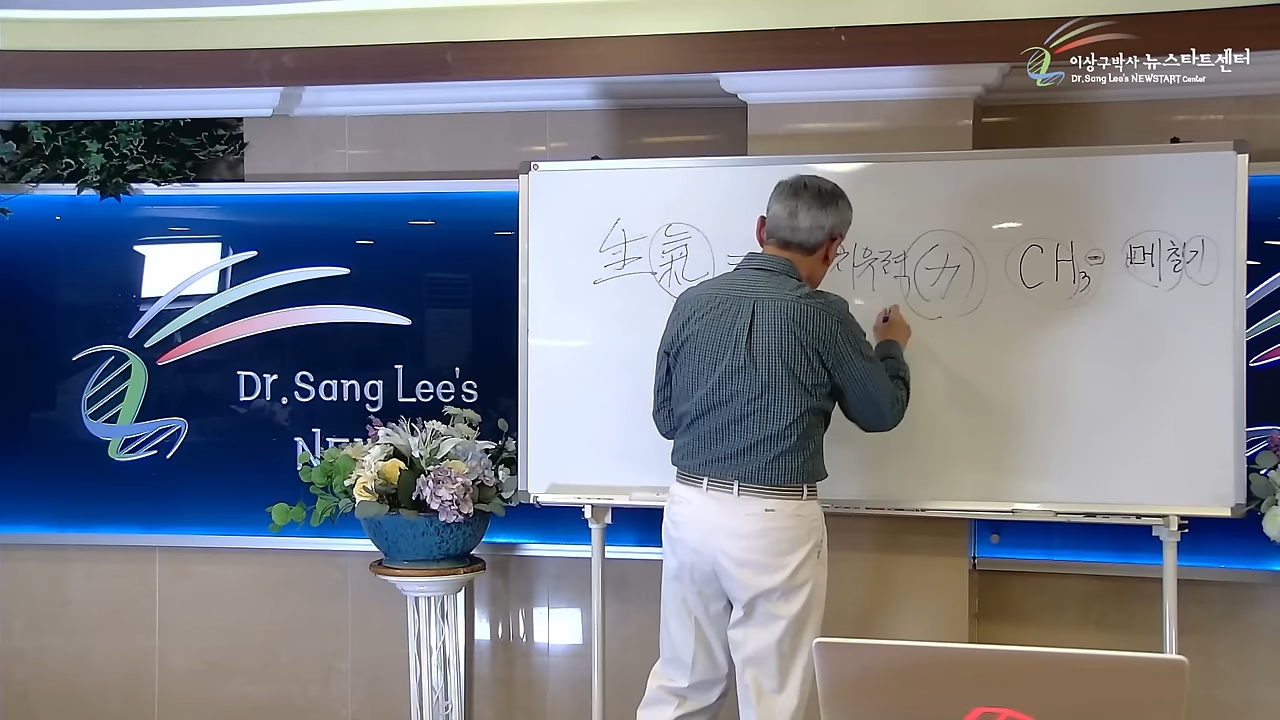 이상구박사 뉴스타트센터
Dr.Sang Lee's NEWSTART Center
生氣 = 치유력(力) CH3= 메칠기
Dr.Sang Lee's